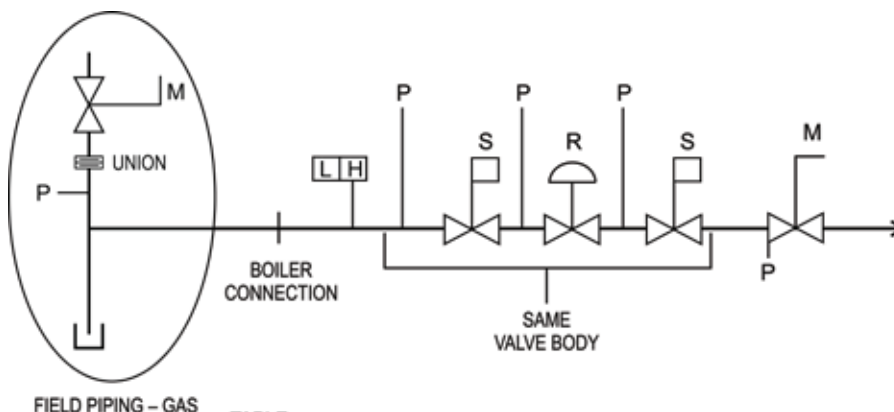 M
UNION
P
L H
P
S
P
R
P
S
M
P
BOILER
CONNECTION
SAME
VALVE BODY
FIELD PIPING – GAS